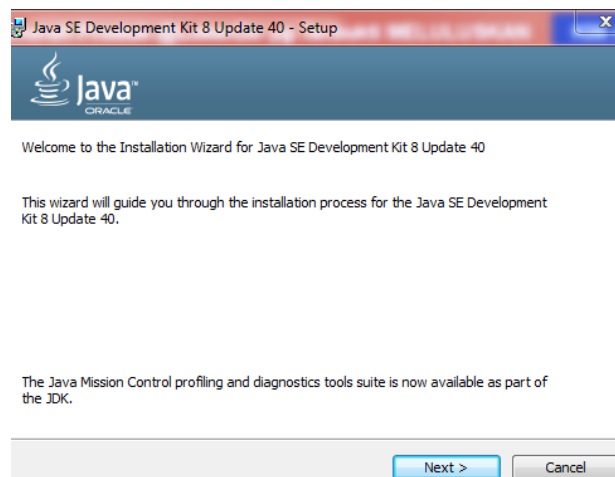 Java SE Development Kit 8 Update 40 - Setup
Java™
ORACLE
Welcome to the Installation Wizard for Java SE Development Kit 8 Update 40
This wizard will guide you through the installation process for the Java SE Development
Kit 8 Update 40.
The Java Mission Control profiling and diagnostics tools suite is now available as part of
the JDK.
Next >
Cancel